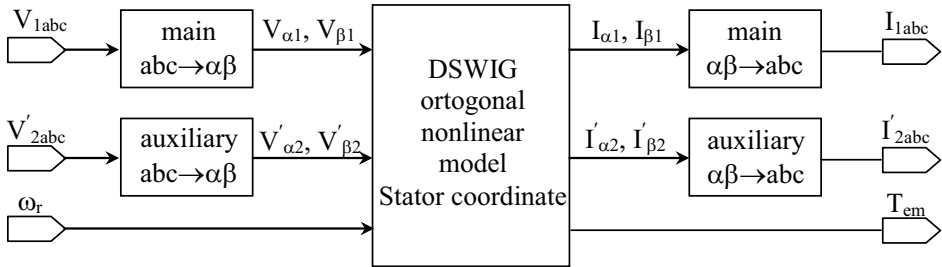 V1abc
main
abc→αβ
Vα1, Vβ1
V'2abc
auxiliary
abc→αβ
V'α2, V'β2
ωr
DSWIG
ortogonal
nonlinear
model
Stator coordinate
Iα1, Iβ1
main
αβ→abc
I1abc
I'α2, I'β2
auxiliary
αβ→abc
I'2abc
Tem